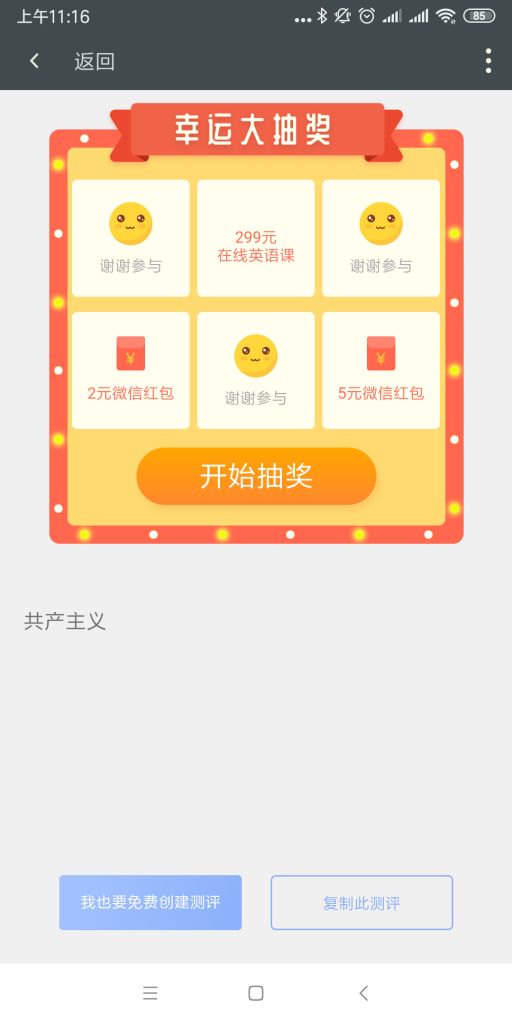 上午11:16
85
返回
幸运大抽奖
谢谢参与
299元
在线英语课
谢谢参与
¥
2元微信红包
谢谢参与
¥
5元微信红包
开始抽奖
共产主义
我也要免费创建测评
复制此测评